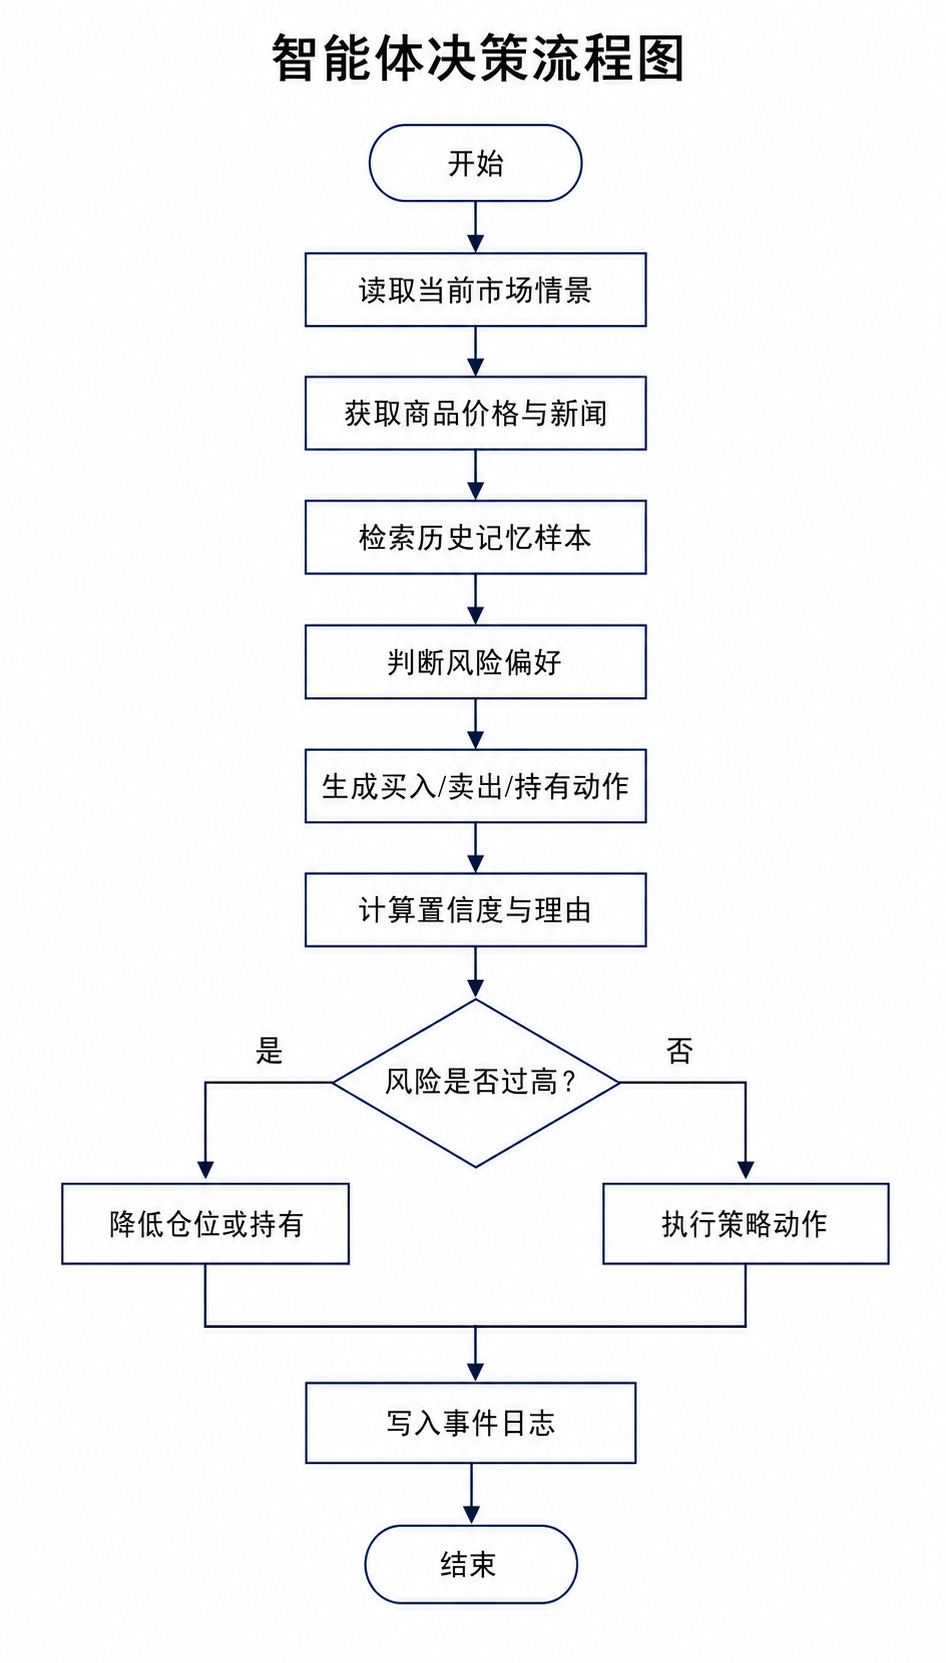 智能体决策流程图
开始
读取当前市场情景
获取商品价格与新闻
检索历史记忆样本
判断风险偏好
生成买入/卖出/持有动作
计算置信度与理由
风险是否过高?
是
否
降低仓位或持有
执行策略动作
写入事件日志
结束